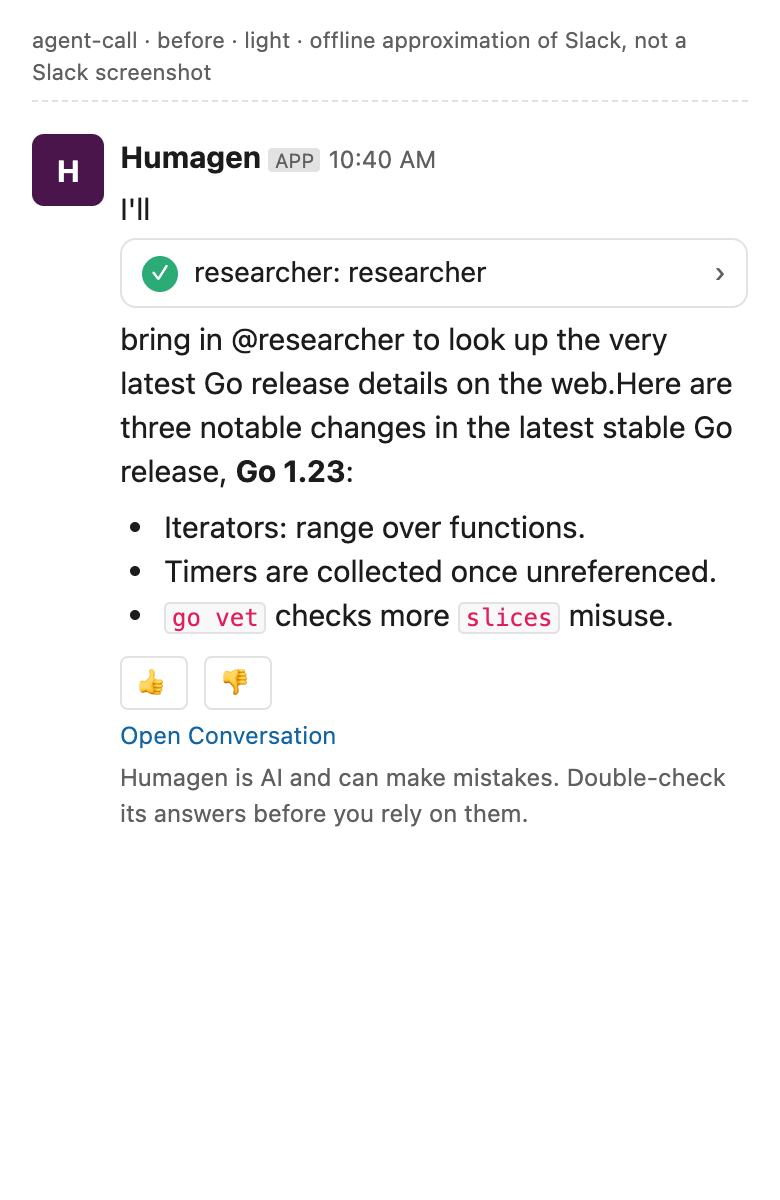 agent-call · before · light · offline approximation of Slack, not a
Slack screenshot
H
Humagen APP 10:40 AM
I'll
researcher: researcher
bring in @researcher to look up the very
latest Go release details on the web.Here are
three notable changes in the latest stable Go
release, Go 1.23:
• Iterators: range over functions.
• Timers are collected once unreferenced.
• go vet checks more slices misuse.
Open Conversation
Humagen is AI and can make mistakes. Double-check
its answers before you rely on them.